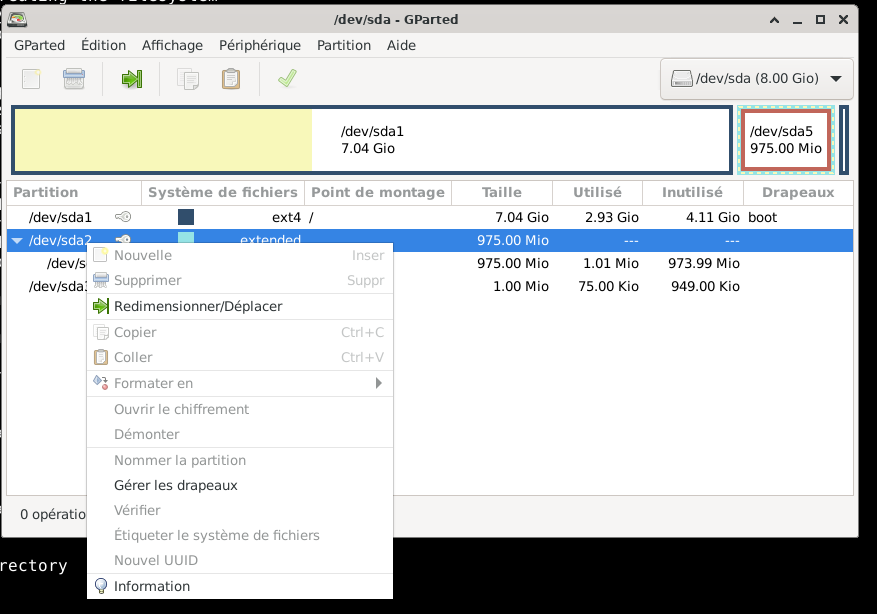 /dev/sda - GParted
GParted Édition Affichage Périphérique Partition Aide
/dev/sda (8.00 Gio)
/dev/sda1
7.04 Gio
/dev/sda5
975.00 Mio
Partition Système de fichiers Point de montage Taille Utilisé Inutilisé Drapeaux
/dev/sda1 ext4 / 7.04 Gio 2.93 Gio 4.11 Gio boot
/dev/sda2 extended 975.00 Mio --- ---
/dev/s 975.00 Mio 1.01 Mio 973.99 Mio
/dev/sda 1.00 Mio 75.00 Kio 949.00 Kio
Nouvelle Inser
Supprimer Suppr
Redimensionner/Déplacer
Copier Ctrl+C
Coller Ctrl+V
Formater en
Ouvrir le chiffrement
Démonter
Nommer la partition
Gérer les drapeaux
Vérifier
Étiqueter le système de fichiers
Nouvel UUID
Information
0 opératio
rectory